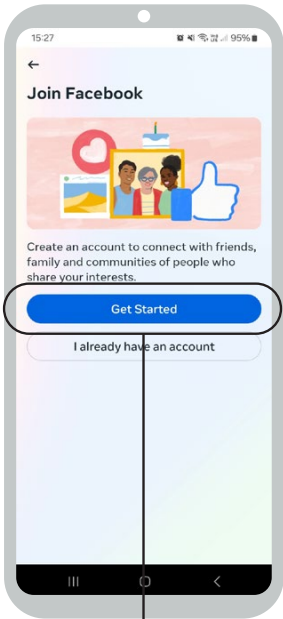 15:27
95%
Join Facebook
Create an account to connect with friends,
family and communities of people who
share your interests.
Get Started
I already have an account